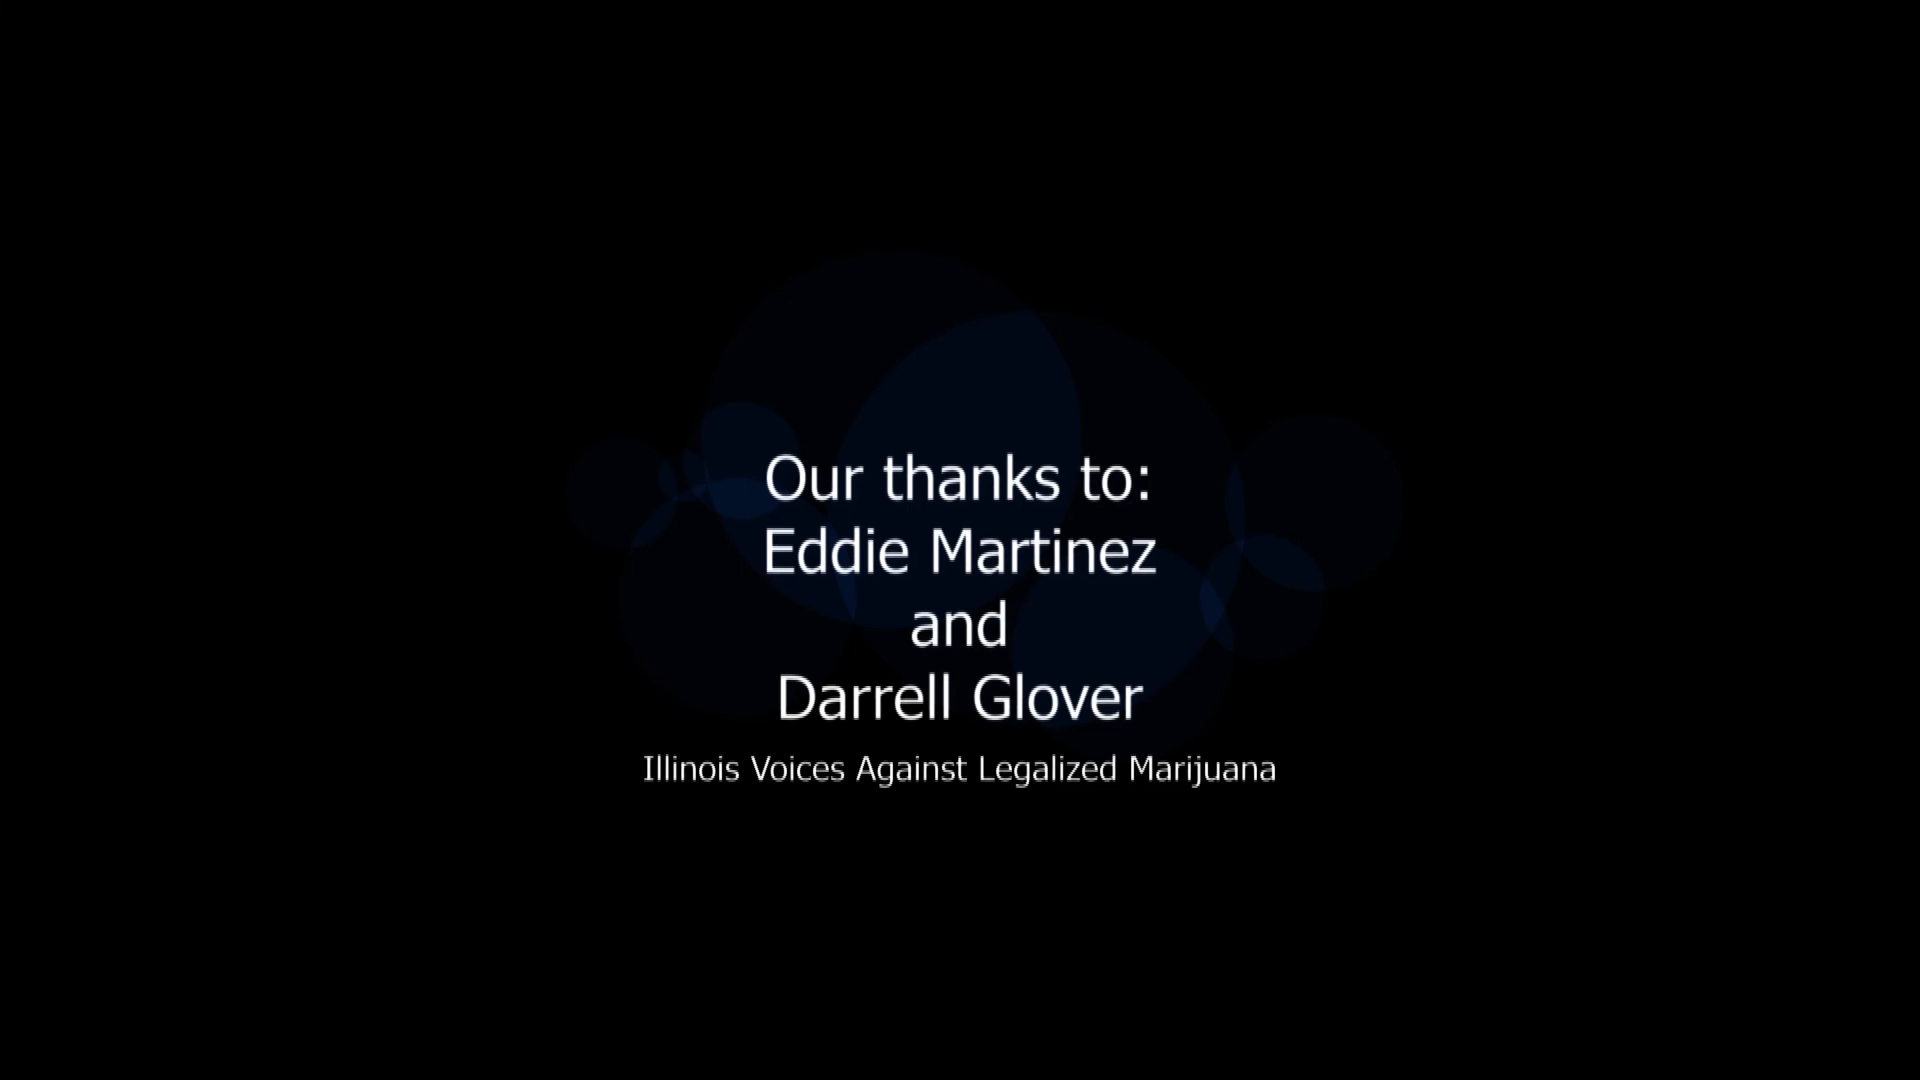 Our thanks to:
Eddie Martinez
and
Darrell Glover
Illinois Voices Against Legalized Marijuana